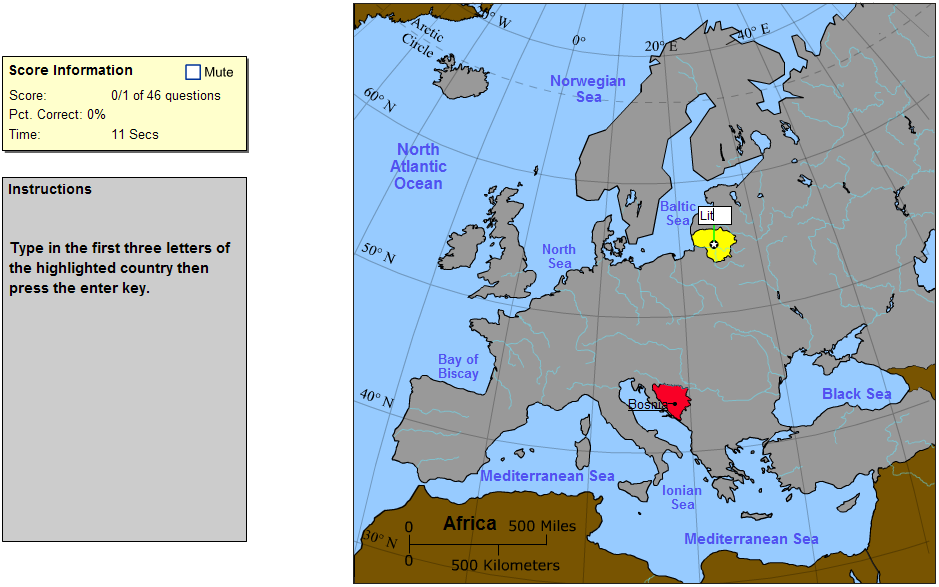 Score Information
Mute
Score: 0/1 of 46 questions
Pct. Correct: 0%
Time: 11 Secs
Instructions
Type in the first three letters of
the highlighted country then
press the enter key.
20° W
Arctic
Circle
0°
20° E
40° E
Norwegian
Sea
60° N
North
Atlantic
Ocean
Baltic
Sea
Lit
North
Sea
50° N
Bay of
Biscay
Black Sea
40° N
Bosnia
Mediterranean Sea
Ionian
Sea
Africa
0 500 Miles
30° N
Mediterranean Sea
0 500 Kilometers